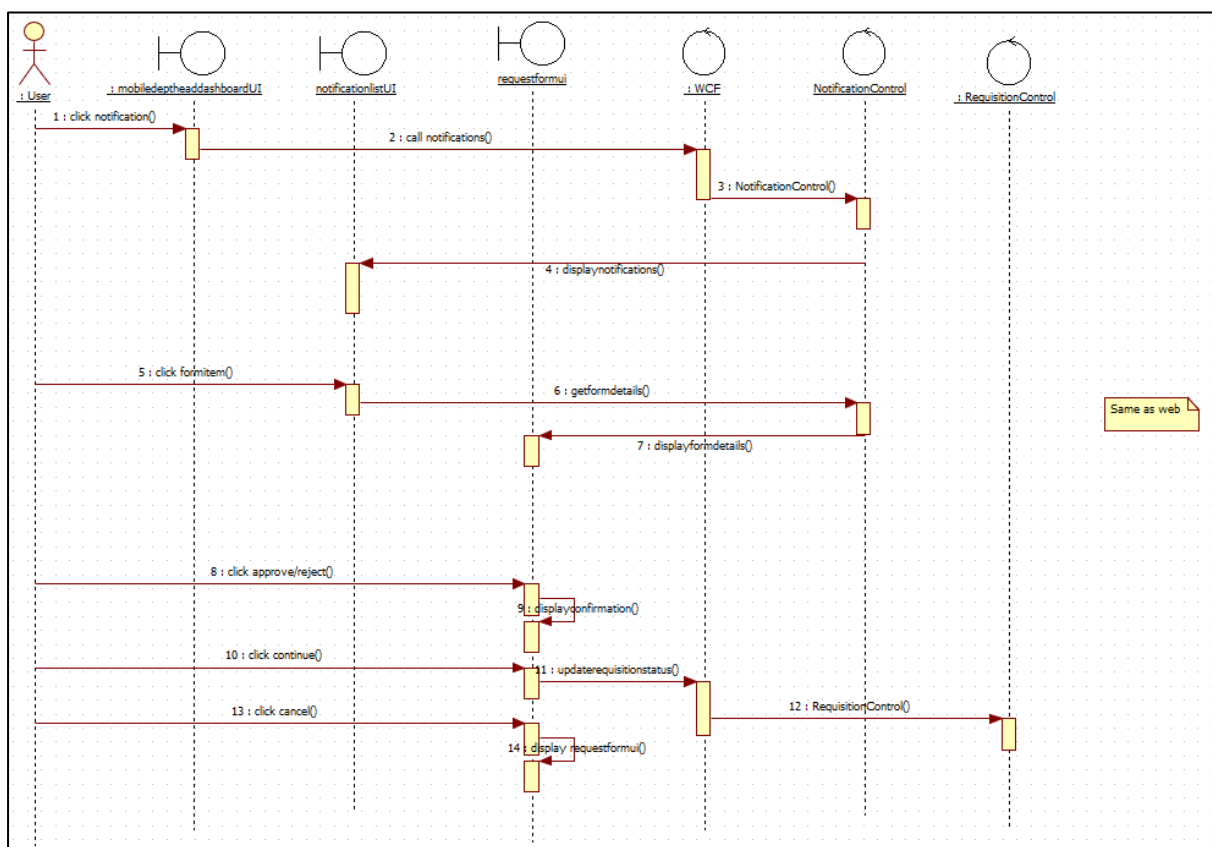 : User
: mobiledeptheaddashboardUI
notificationlistUI
requestformui
: WCF
NotificationControl
: RequisitionControl
1 : click notification()
2 : call notifications()
3 : NotificationControl()
4 : displaynotifications()
5 : click formitem()
6 : getformdetails()
Same as web
7 : displayformdetails()
8 : click approve/reject()
9 : displayconfirmation()
10 : click continue()
11 : updaterequisitionstatus()
12 : RequisitionControl()
13 : click cancel()
14 : display requestformui()